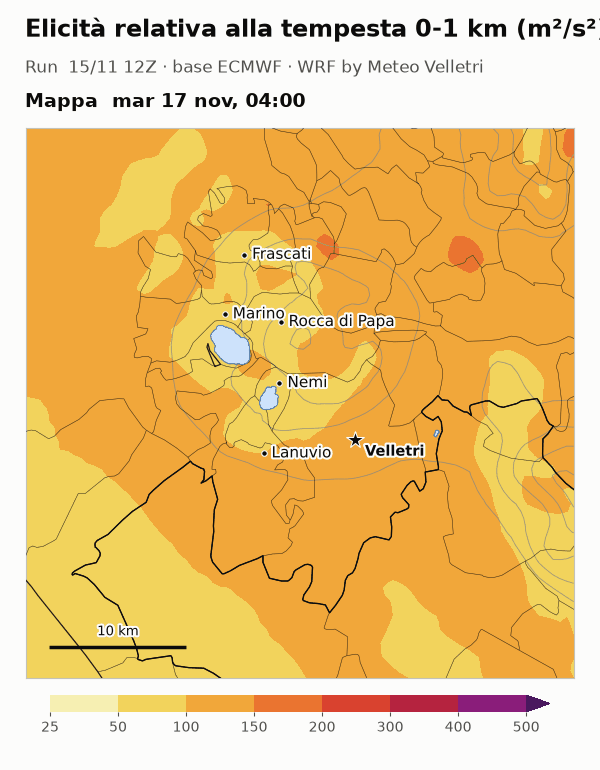 Elicità relativa alla tempesta 0-1 km (m²/s²)
Run  15/11 12Z · base ECMWF · WRF by Meteo Velletri
Mappa  mar 17 nov, 04:00
Frascati
Marino
Rocca di Papa
Nemi
Velletri
Lanuvio
10 km
25 50 100 150 200 300 400 500